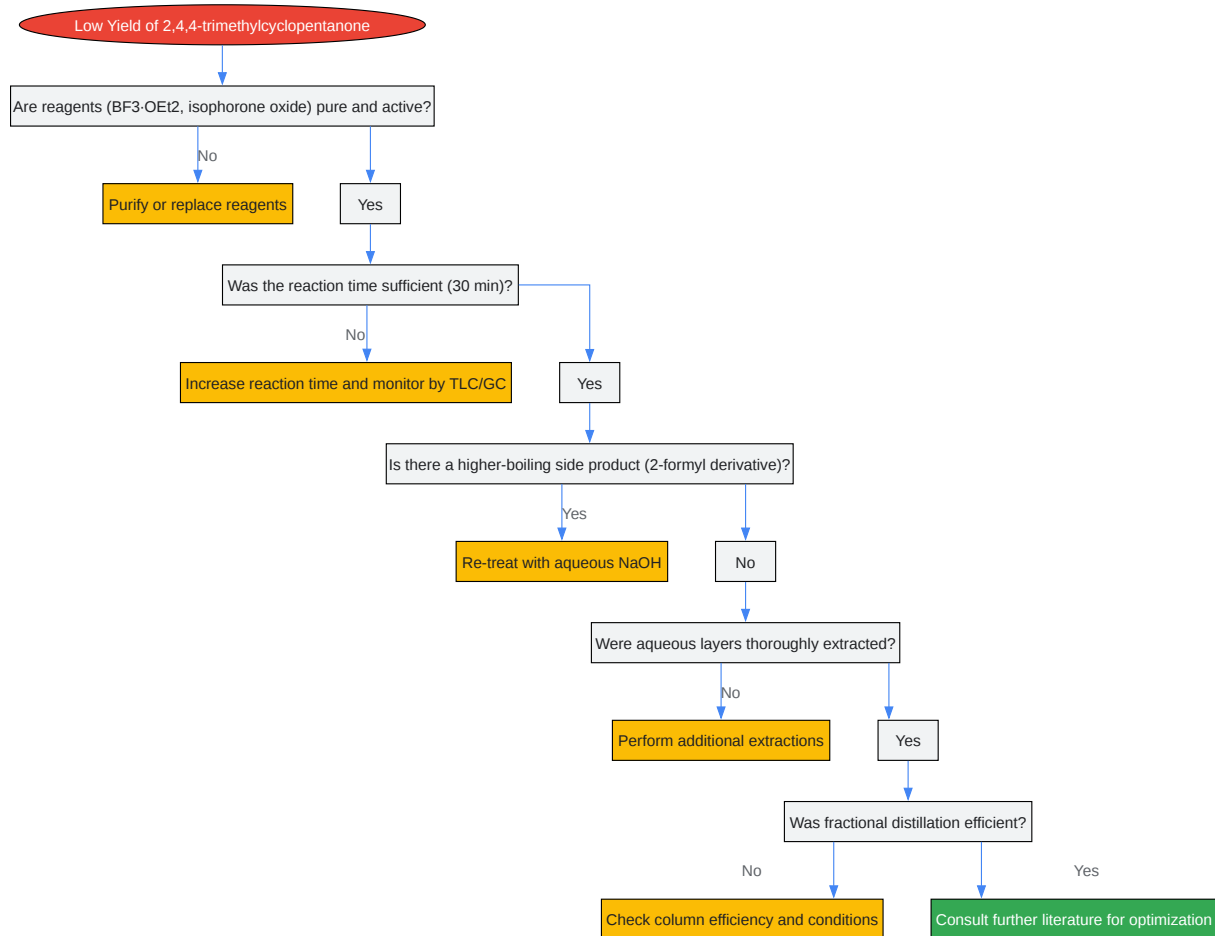 Low Yield of 2,4,4-trimethylcyclopentanone
Are reagents (BF3·OEt2, isophorone oxide) pure and active?
No
Purify or replace reagents
Yes
Was the reaction time sufficient (30 min)?
No
Increase reaction time and monitor by TLC/GC
Yes
Is there a higher-boiling side product (2-formyl derivative)?
Yes
Re-treat with aqueous NaOH
No
Were aqueous layers thoroughly extracted?
No
Perform additional extractions
Yes
Was fractional distillation efficient?
No
Yes
Check column efficiency and conditions
Consult further literature for optimization